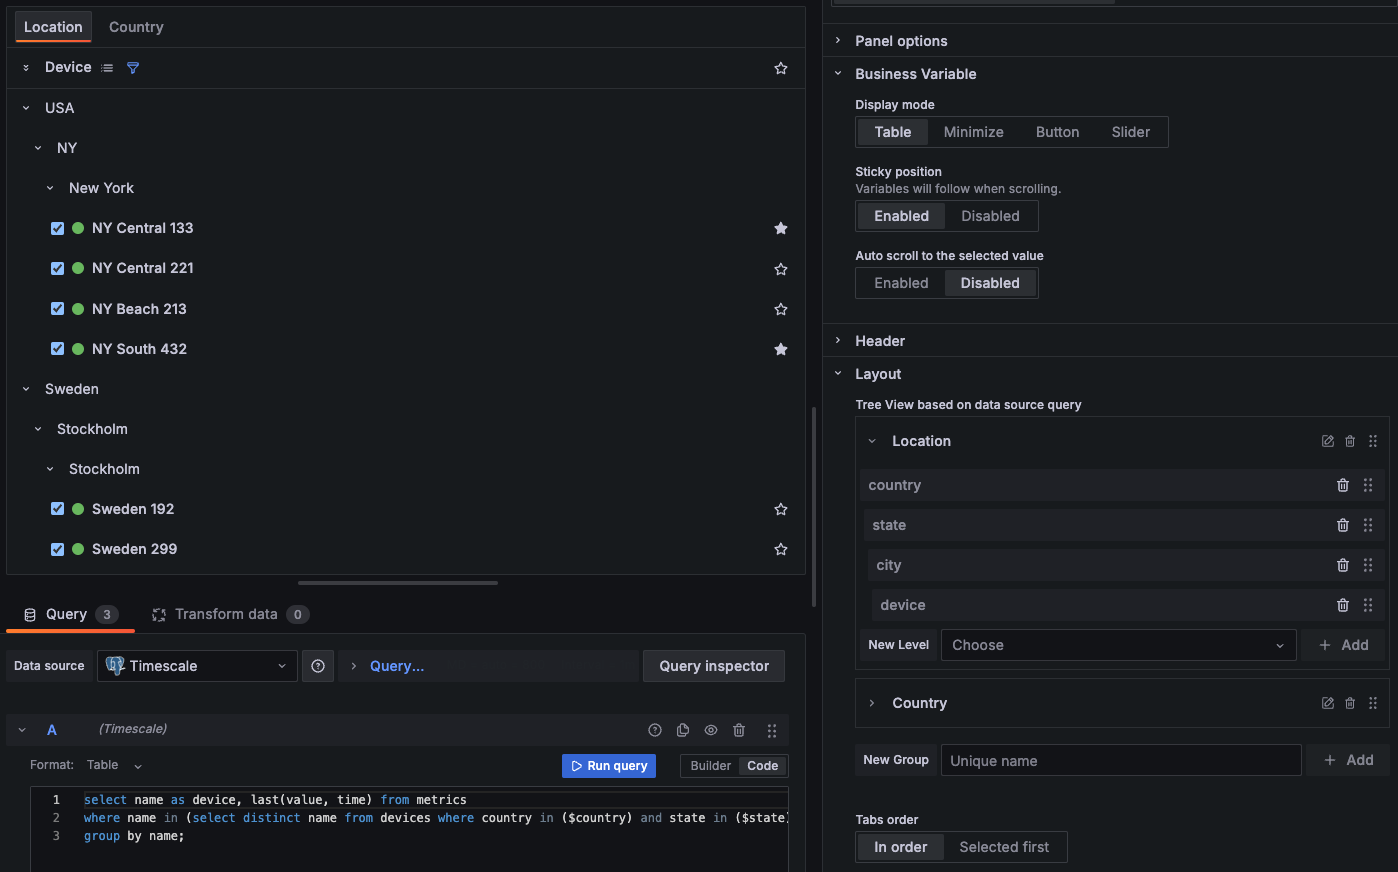 Location Country
Device
USA
NY
New York
NY Central 133
NY Central 221
NY Beach 213
NY South 432
Sweden
Stockholm
Stockholm
Sweden 192
Sweden 299
Query 3 Transform data 0
Data source Timescale Query... Query inspector
A (Timescale)
Format: Table Run query Builder Code
1 select name as device, last(value, time) from metrics
2 where name in (select distinct name from devices where country in ($country) and state in ($state)
3 group by name;
Panel options
Business Variable
Display mode
Table Minimize Button Slider
Sticky position
Variables will follow when scrolling.
Enabled Disabled
Auto scroll to the selected value
Enabled Disabled
Header
Layout
Tree View based on data source query
Location
country
state
city
device
New Level Choose Add
Country
New Group Unique name Add
Tabs order
In order Selected first